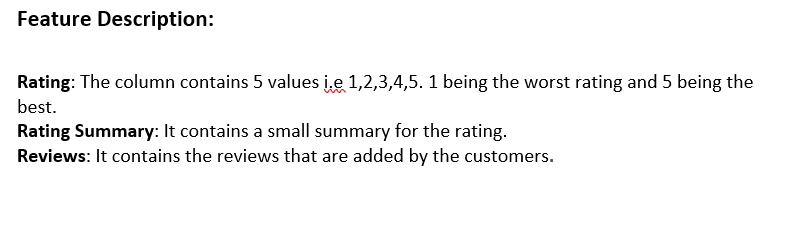 Feature Description:
Rating: The column contains 5 values i.e 1,2,3,4,5. 1 being the worst rating and 5 being the
best.
Rating Summary: It contains a small summary for the rating.
Reviews: It contains the reviews that are added by the customers.